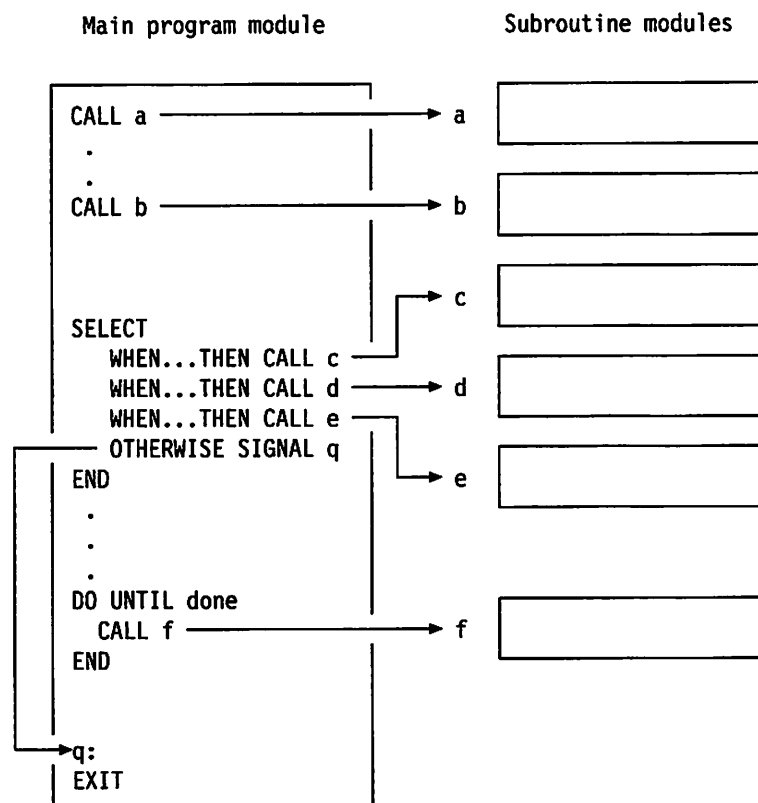 Main program module Subroutine modules
CALL a a
.
.
CALL b b
c
SELECT
WHEN...THEN CALL c
WHEN...THEN CALL d d
WHEN...THEN CALL e
OTHERWISE SIGNAL q
END e
.
.
.
DO UNTIL done
CALL f f
END
q:
EXIT